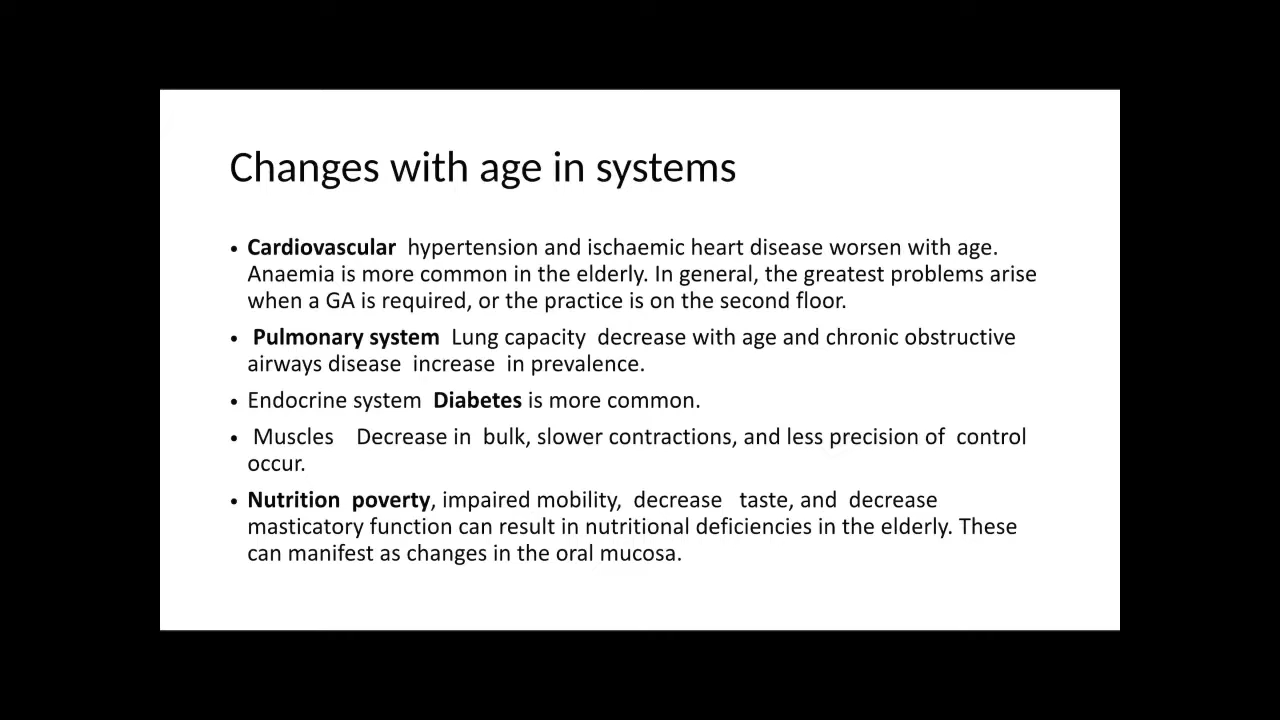 Changes with age in systems
• Cardiovascular  hypertension and ischaemic heart disease worsen with age.
Anaemia is more common in the elderly. In general, the greatest problems arise
when a GA is required, or the practice is on the second floor.
•  Pulmonary system  Lung capacity  decrease with age and chronic obstructive
airways disease  increase  in prevalence.
• Endocrine system  Diabetes is more common.
•  Muscles    Decrease in  bulk, slower contractions, and less precision of  control
occur.
• Nutrition  poverty, impaired mobility,  decrease   taste, and  decrease
masticatory function can result in nutritional deficiencies in the elderly. These
can manifest as changes in the oral mucosa.